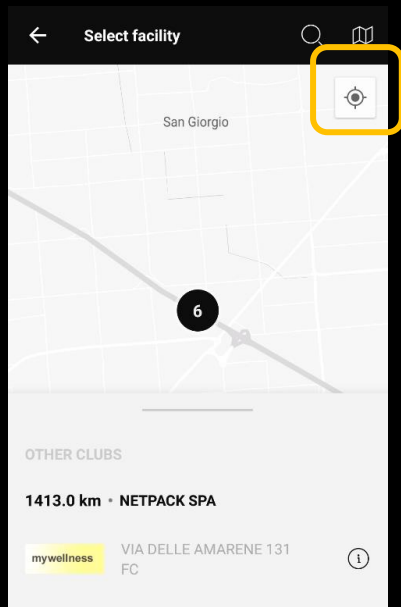 Select facility
San Giorgio
6
OTHER CLUBS
1413.0 km • NETPACK SPA
mywellness
VIA DELLE AMARENE 131
FC
i